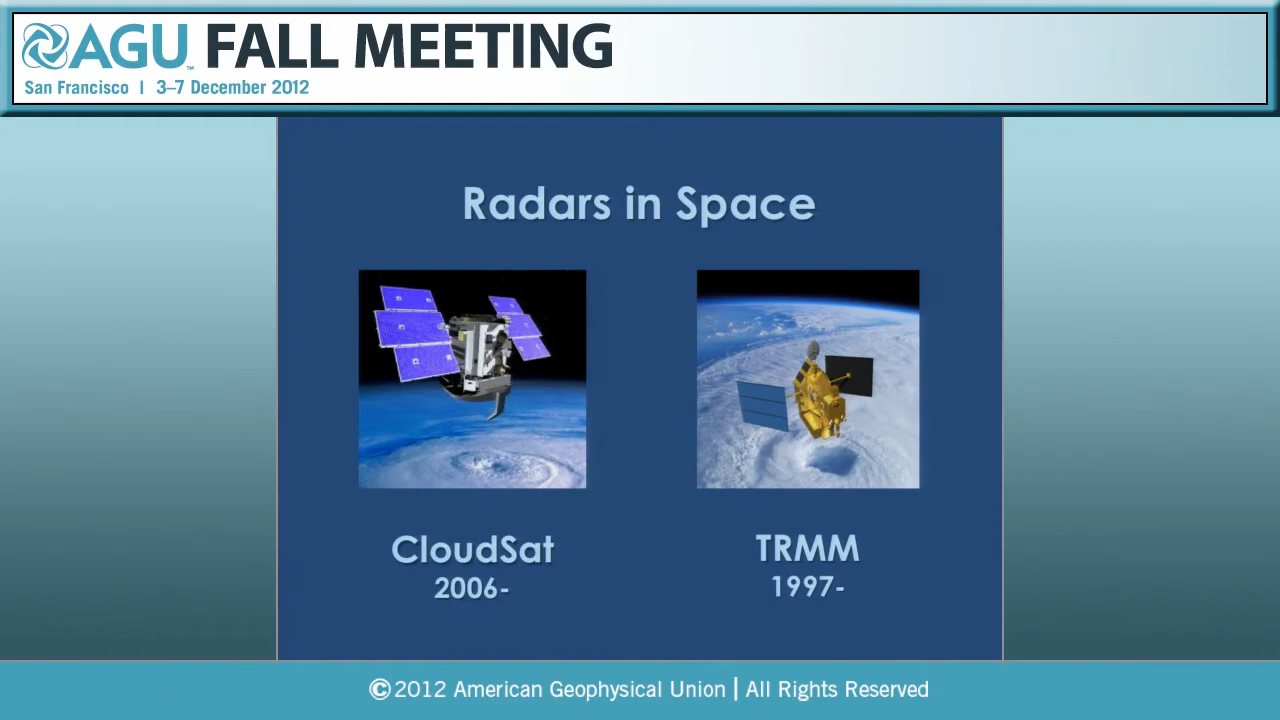 AGU™ FALL MEETING
San Francisco | 3–7 December 2012
Radars in Space
CloudSat
2006-
TRMM
1997-
©2012 American Geophysical Union | All Rights Reserved